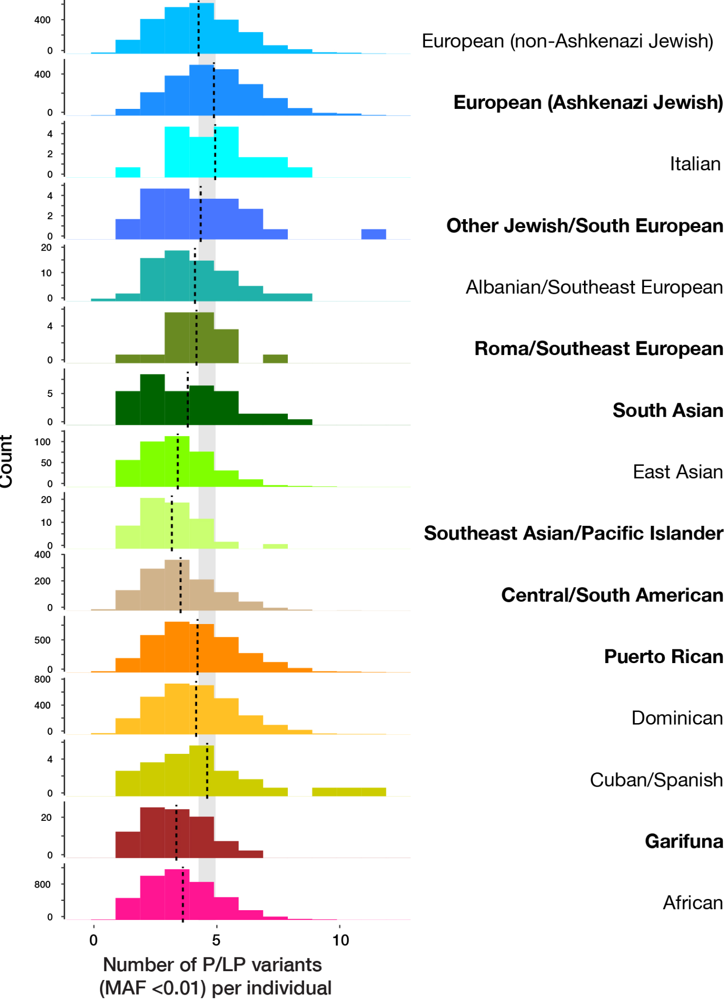 400
0
European (non-Ashkenazi Jewish)
400
0
European (Ashkenazi Jewish)
4
2
0
Italian
4
2
0
Other Jewish/South European
20
10
0
Albanian/Southeast European
4
0
Roma/Southeast European
5
0
South Asian
Count
100
50
0
East Asian
20
10
0
Southeast Asian/Pacific Islander
400
200
0
Central/South American
500
0
Puerto Rican
800
400
0
Dominican
4
0
Cuban/Spanish
20
0
Garifuna
800
0
African
0 5 10
Number of P/LP variants
(MAF <0.01) per individual